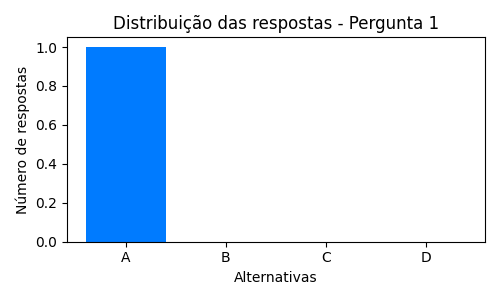 Distribuição das respostas - Pergunta 1
Número de respostas
1.0
0.8
0.6
0.4
0.2
0.0
A B C D
Alternativas